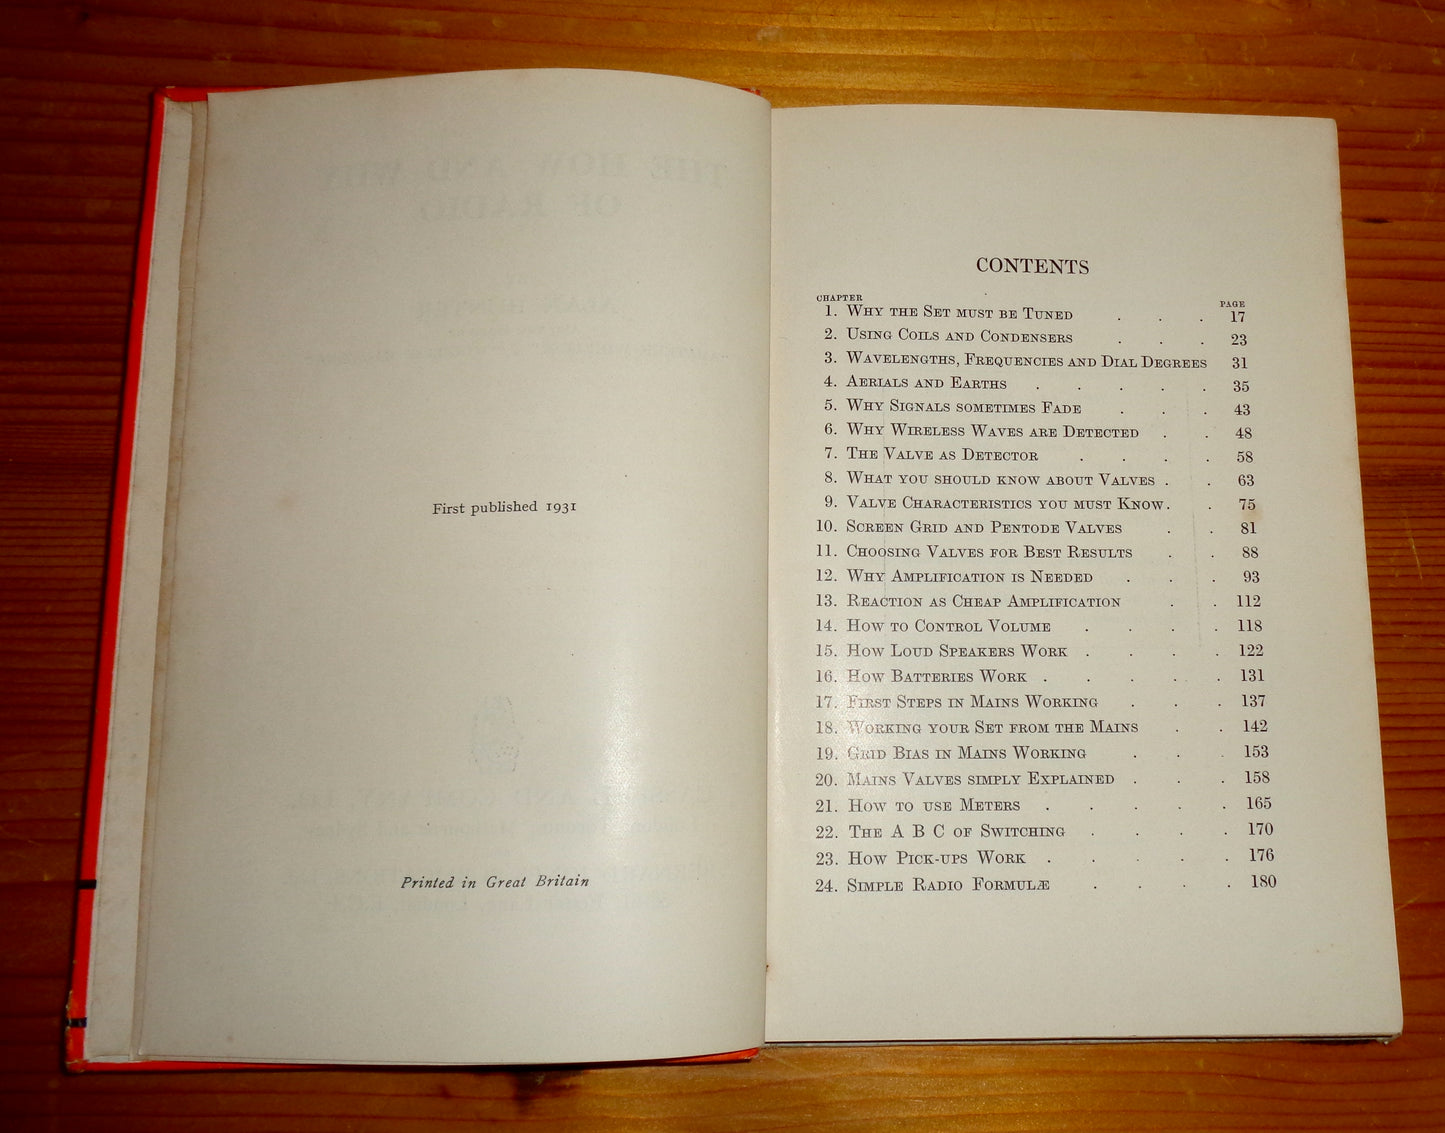 THE HOW AND WHY
OF RADIO
ALAN HUNTER
First published 1931
Printed in Great Britain
CONTENTS
CHAPTER PAGE
1. WHY THE SET MUST BE TUNED . . . 17
2. USING COILS AND CONDENSERS . . . 23
3. WAVELENGTHS, FREQUENCIES AND DIAL DEGREES 31
4. AERIALS AND EARTHS . . . . . 35
5. WHY SIGNALS SOMETIMES FADE . . . 43
6. WHY WIRELESS WAVES ARE DETECTED . . 48
7. THE VALVE AS DETECTOR . . . . 58
8. WHAT YOU SHOULD KNOW ABOUT VALVES . . 63
9. VALVE CHARACTERISTICS YOU MUST KNOW . . 75
10. SCREEN GRID AND PENTODE VALVES . . 81
11. CHOOSING VALVES FOR BEST RESULTS . . 88
12. WHY AMPLIFICATION IS NEEDED . . . 93
13. REACTION AS CHEAP AMPLIFICATION . . 112
14. HOW TO CONTROL VOLUME . . . . 118
15. HOW LOUD SPEAKERS WORK . . . . 122
16. HOW BATTERIES WORK . . . . . 131
17. FIRST STEPS IN MAINS WORKING . . . 137
18. WORKING YOUR SET FROM THE MAINS . . 142
19. GRID BIAS IN MAINS WORKING . . . 153
20. MAINS VALVES SIMPLY EXPLAINED . . . 158
21. HOW TO USE METERS . . . . . 165
22. THE A B C OF SWITCHING . . . . 170
23. HOW PICK-UPS WORK . . . . . 176
24. SIMPLE RADIO FORMULÆ . . . . 180